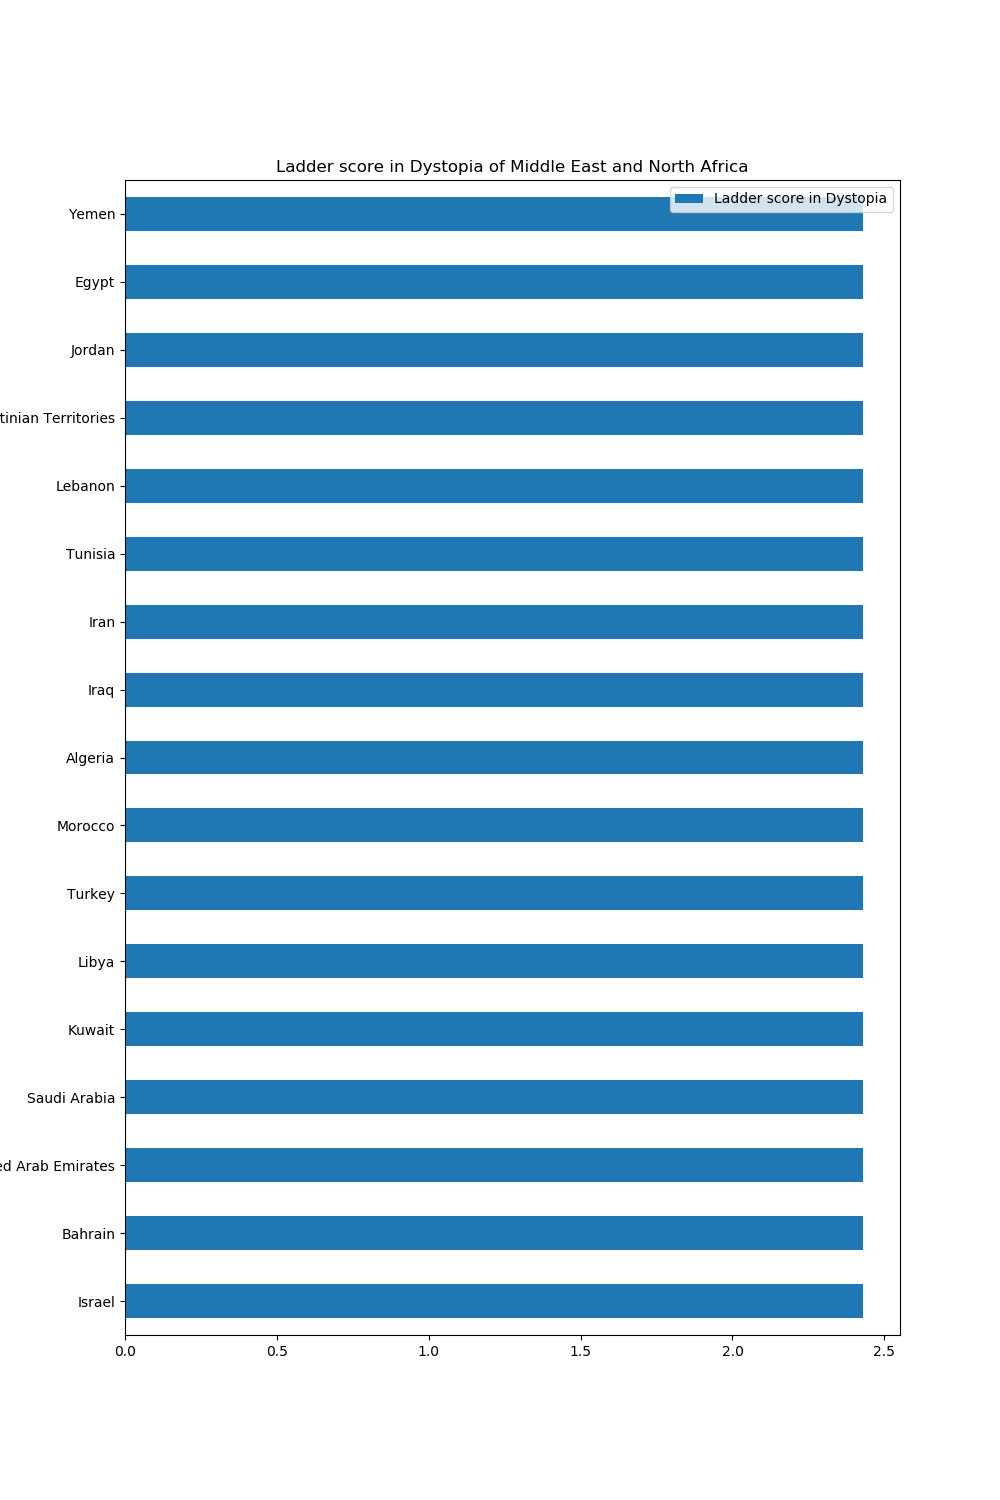 Ladder score in Dystopia of Middle East and North Africa
Ladder score in Dystopia
Yemen
Egypt
Jordan
tinian Territories
Lebanon
Tunisia
Iran
Iraq
Algeria
Morocco
Turkey
Libya
Kuwait
Saudi Arabia
ed Arab Emirates
Bahrain
Israel
0.0 0.5 1.0 1.5 2.0 2.5